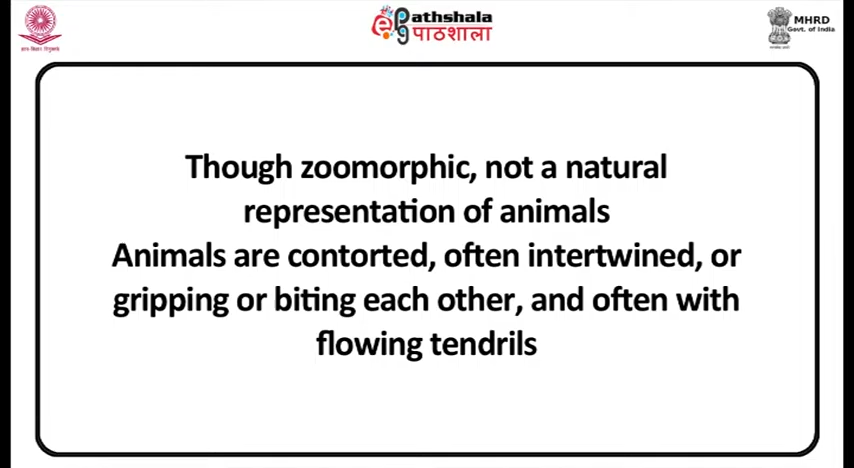 ePathshala
पाठशाला
MHRD
Govt. of India
Though zoomorphic, not a natural
representation of animals
Animals are contorted, often intertwined, or
gripping or biting each other, and often with
flowing tendrils